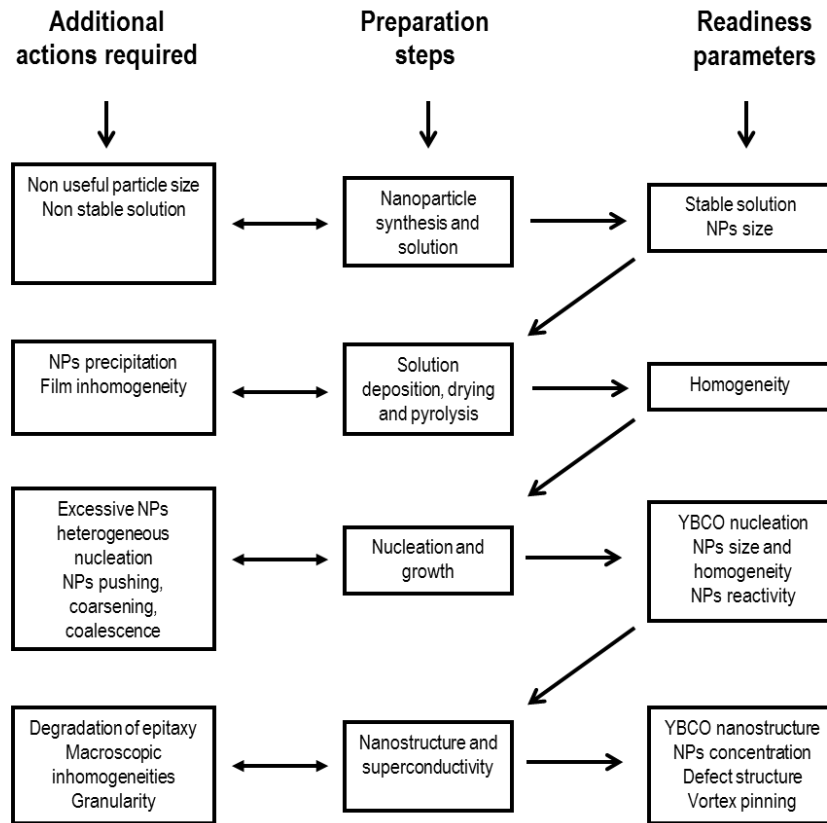 Additional
actions required
Preparation
steps
Readiness
parameters
Non useful particle size
Non stable solution
Nanoparticle
synthesis and
solution
Stable solution
NPs size
NPs precipitation
Film inhomogeneity
Solution
deposition, drying
and pyrolysis
Homogeneity
Excessive NPs
heterogeneous
nucleation
NPs pushing,
coarsening,
coalescence
Nucleation and
growth
YBCO nucleation
NPs size and
homogeneity
NPs reactivity
Degradation of epitaxy
Macroscopic
inhomogeneities
Granularity
Nanostructure and
superconductivity
YBCO nanostructure
NPs concentration
Defect structure
Vortex pinning